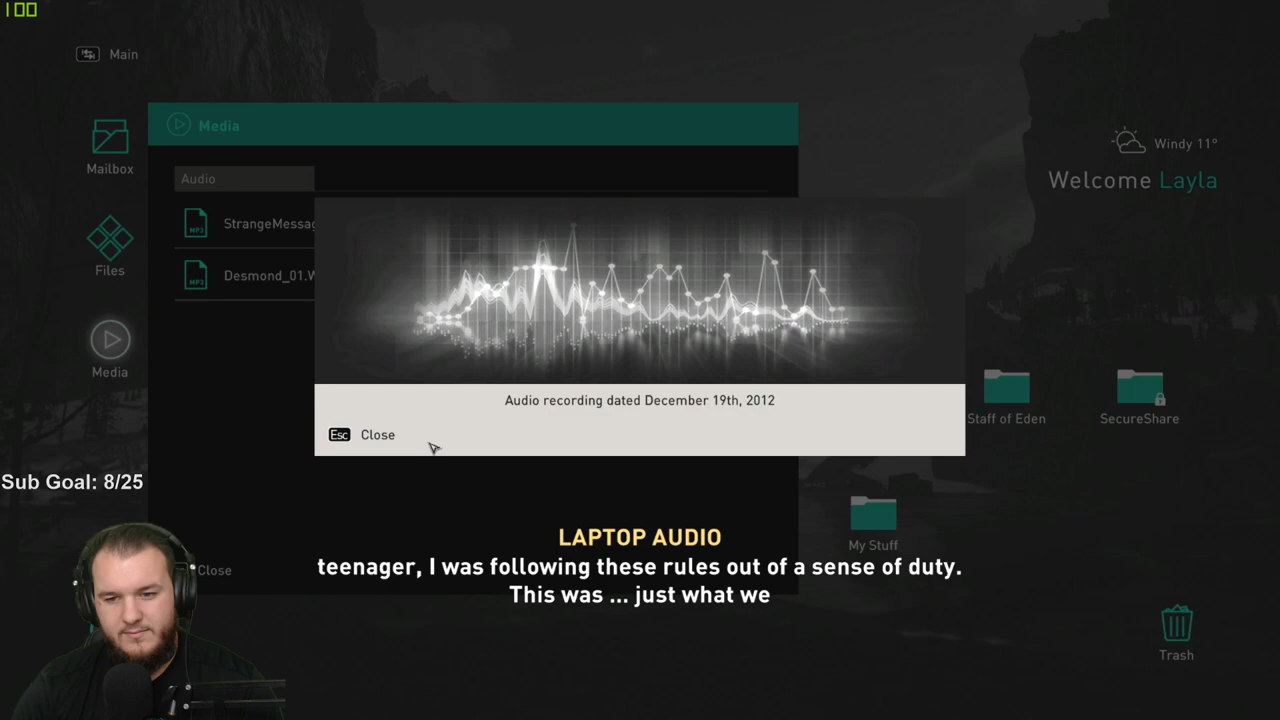 100
Main
Media
Windy 11°
Welcome Layla
Mailbox
Audio
StrangeMessag
Files
Desmond_01.W
Media
Audio recording dated December 19th, 2012
Staff of Eden
SecureShare
Esc Close
Sub Goal: 8/25
LAPTOP AUDIO
My Stuff
teenager, I was following these rules out of a sense of duty.
Close
This was ... just what we
Trash
MP3
MP3